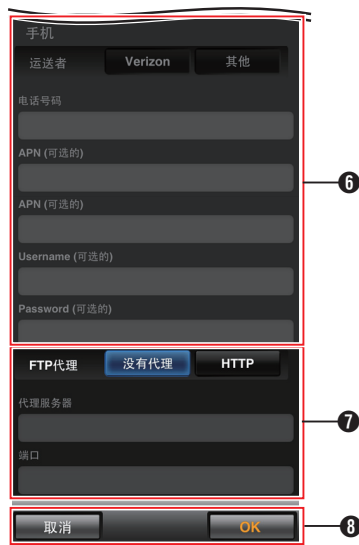 手机
运送者 Verizon 其他
电话号码
APN (可选的)
APN (可选的)
Username (可选的)
Password (可选的)
6
FTP代理 没有代理 HTTP
代理服务器
端口
7
取消 OK
8